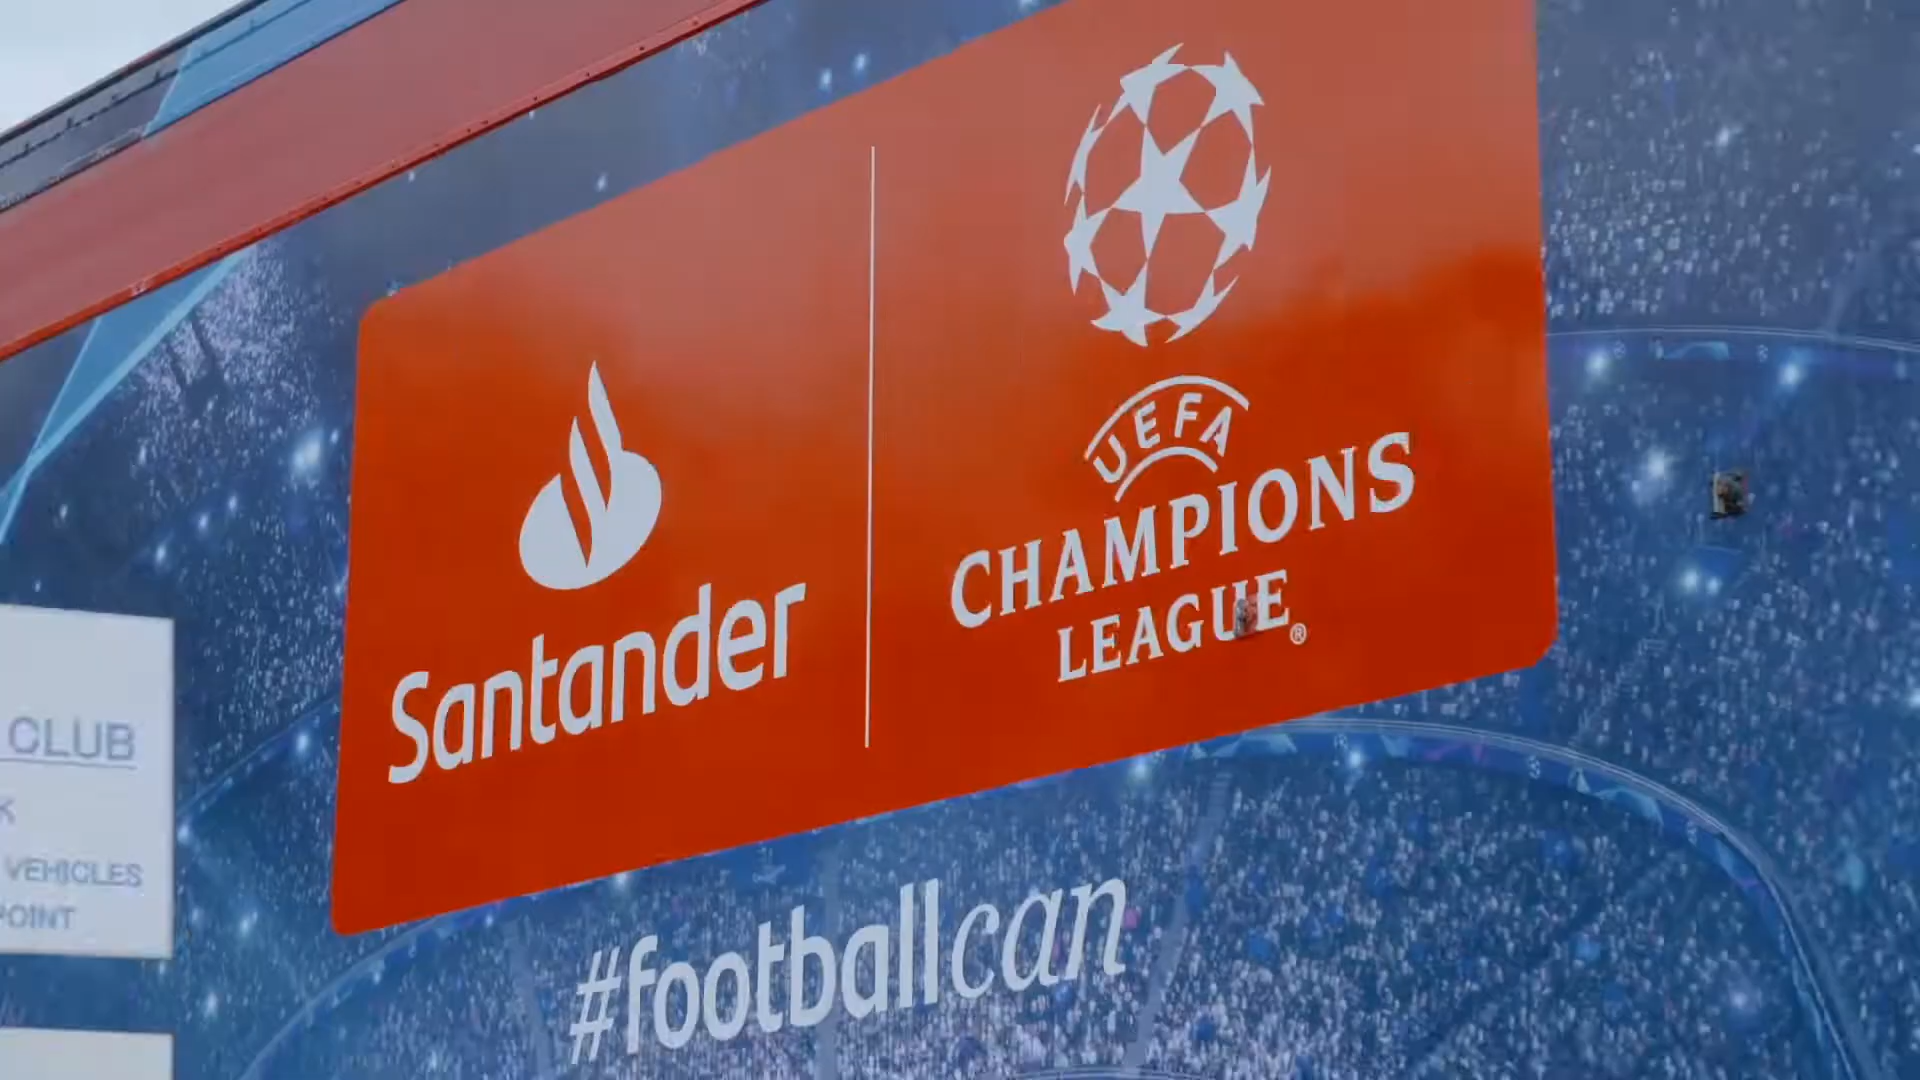 Santander
UEFA
CHAMPIONS
LEAGUE®
#footballcan
CLUB
VEHICLES
POINT